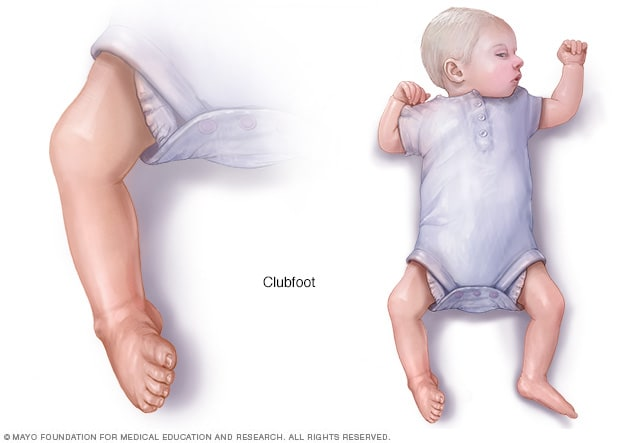 Clubfoot
© MAYO FOUNDATION FOR MEDICAL EDUCATION AND RESEARCH. ALL RIGHTS RESERVED.